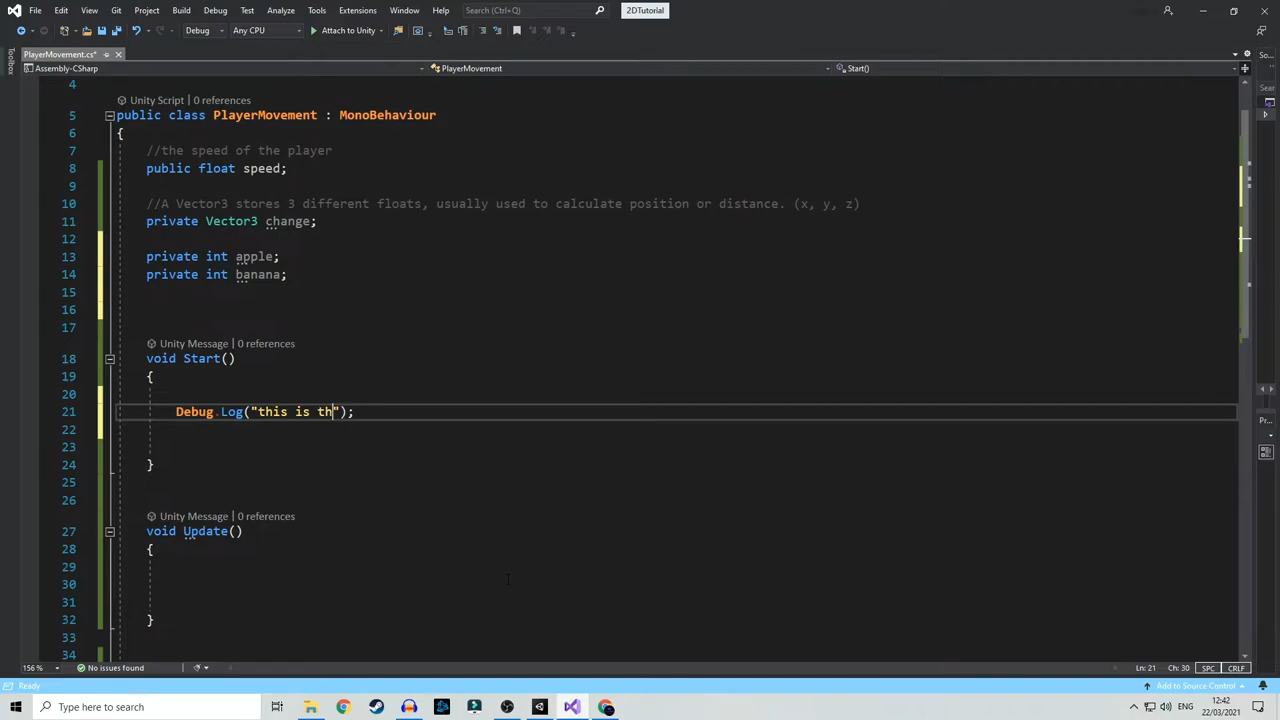 File Edit View Git Project Build Debug Test Analyze Tools Extensions Window Help Search (Ctrl+Q) 2DTutorial
Debug Any CPU Attach to Unity
PlayerMovement.cs*
Assembly-CSharp PlayerMovement Start()
Toolbox
So...
Sear
Pr...
4
Unity Script | 0 references
5 public class PlayerMovement : MonoBehaviour
6 {
7 //the speed of the player
8 public float speed;
9
10 //A Vector3 stores 3 different floats, usually used to calculate position or distance. (x, y, z)
11 private Vector3 change;
12
13 private int apple;
14 private int banana;
15
16
17
Unity Message | 0 references
18 void Start()
19 {
20
21 Debug.Log("this is th");
22
23
24 }
25
26
Unity Message | 0 references
27 void Update()
28 {
29
30
31
32 }
33
34
156 % No issues found Ln: 21 Ch: 30 SPC CRLF
Ready Add to Source Control
Type here to search ENG 12:42
22/03/2021